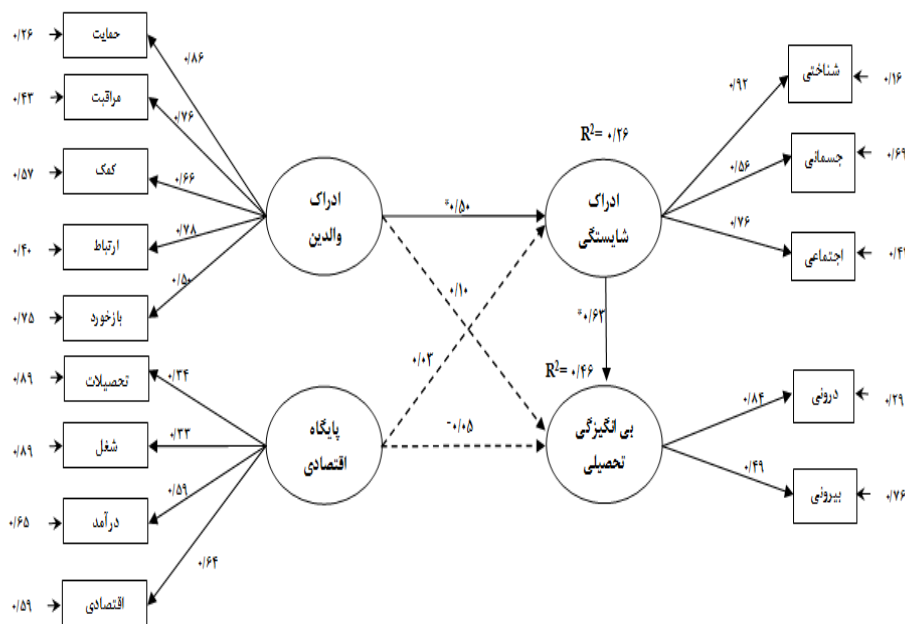 ۰/۲۶
حمایت
۰/۸۶
۰/۴۳
مراقبت
۰/۷۶
۰/۵۷
کمک
۰/۶۶
۰/۴۰
ارتباط
۰/۷۸
۰/۷۵
بازخورد
۰/۵۰
۰/۸۹
تحصیلات
۰/۳۴
۰/۸۹
شغل
۰/۳۳
۰/۶۵
درآمد
۰/۵۹
۰/۵۹
اقتصادی
۰/۶۴
ادراک
والدین
پایگاه
اقتصادی
*۰/۵۰
۰/۱۰
۰/۰۳
-۰/۰۵
R²= ۰/۲۶
ادراک
شایستگی
*۰/۶۳
R²= ۰/۴۶
بی انگیزگی
تحصیلی
۰/۹۲
شناختی
۰/۱۶
۰/۵۶
جسمانی
۰/۶۹
۰/۷۶
اجتماعی
۰/۸۴
درونی
۰/۲۹
۰/۴۹
بیرونی
۰/۷۶